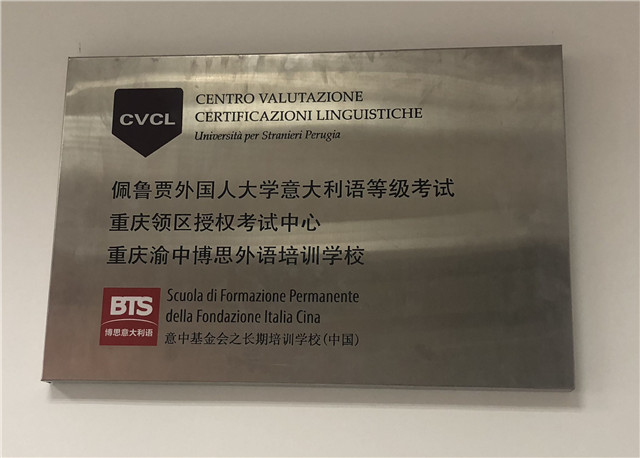 CVCL
CENTRO VALUTAZIONE
CERTIFICAZIONI LINGUISTICHE
Università per Stranieri Perugia
佩鲁贾外国人大学意大利语等级考试
重庆领区授权考试中心
重庆渝中博思外语培训学校
BTS
博思意大利语
Scuola di Formazione Permanente
della Fondazione Italia Cina
意中基金会之长期培训学校(中国)